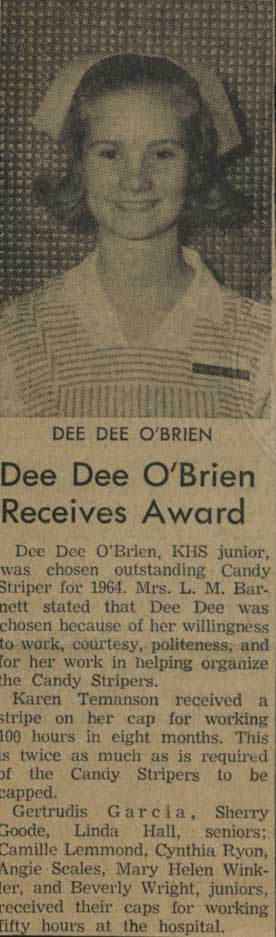 DEE DEE O'BRIEN
Dee Dee O'Brien
Receives Award
Dee Dee O'Brien, KHS junior,
was chosen outstanding Candy
Striper for 1964. Mrs. L. M. Bar-
nett stated that Dee Dee was
chosen because of her willingness
to work, courtesy, politeness, and
for her work in helping organize
the Candy Stripers.
Karen Temanson received a
stripe on her cap for working
100 hours in eight months. This
is twice as much as is required
of the Candy Stripers to be
capped.
Gertrudis Garcia, Sherry
Goode, Linda Hall, seniors;
Camille Lemmond, Cynthia Ryon,
Angie Scales, Mary Helen Wink-
ler, and Beverly Wright, juniors,
received their caps for working
fifty hours at the hospital.